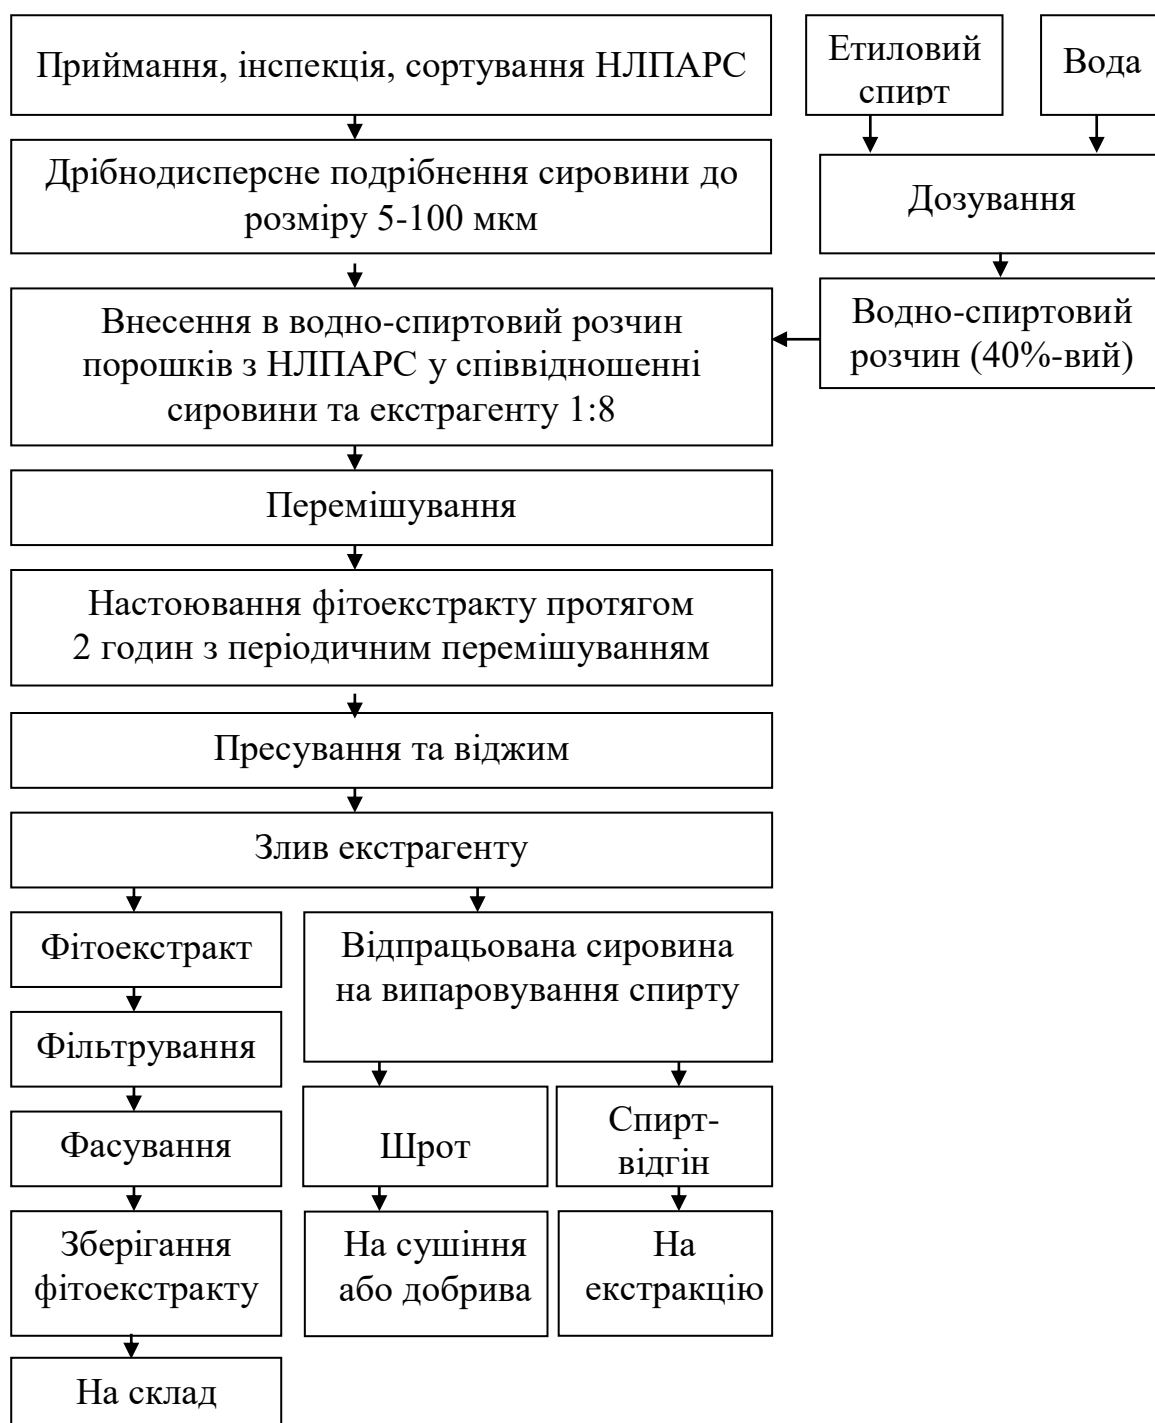 Приймання, інспекція, сортування НЛПАРС
Етиловий
спирт
Вода
Дрібнодисперсне подрібнення сировини до
розміру 5-100 мкм
Дозування
Внесення в водно-спиртовий розчин
порошків з НЛПАРС у співвідношенні
сировини та екстрагенту 1:8
Водно-спиртовий
розчин (40%-вий)
Перемішування
Настоювання фітоекстракту протягом
2 годин з періодичним перемішуванням
Пресування та віджим
Злив екстрагенту
Фітоекстракт
Відпрацьована сировина
на випаровування спирту
Фільтрування
Фасування
Шрот
Спирт-
відгін
Зберігання
фітоекстракту
На сушіння
або добрива
На
екстракцію
На склад